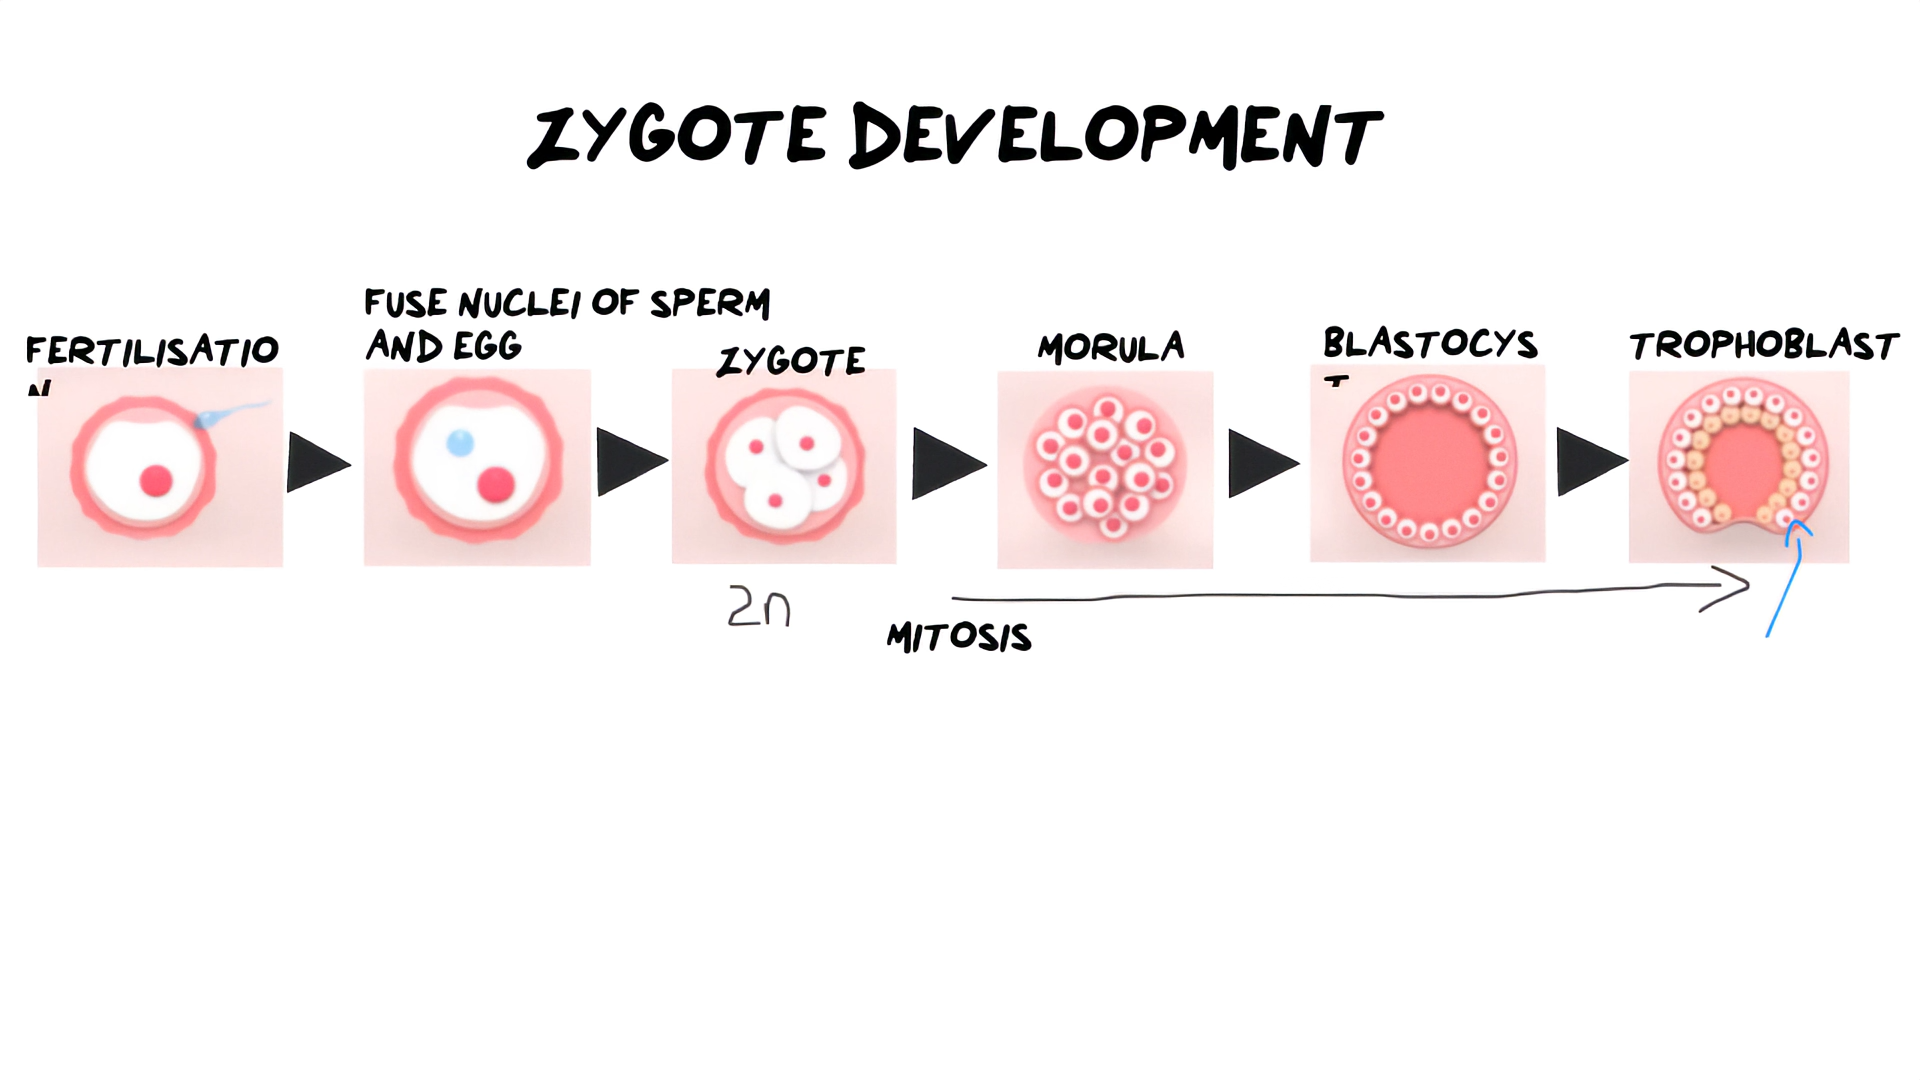 ZYGOTE DEVELOPMENT
FERTILISATIO
N
FUSE NUCLEI OF SPERM
AND EGG
ZYGOTE
MORULA
BLASTOCYS
T
TROPHOBLAST
2n
MITOSIS